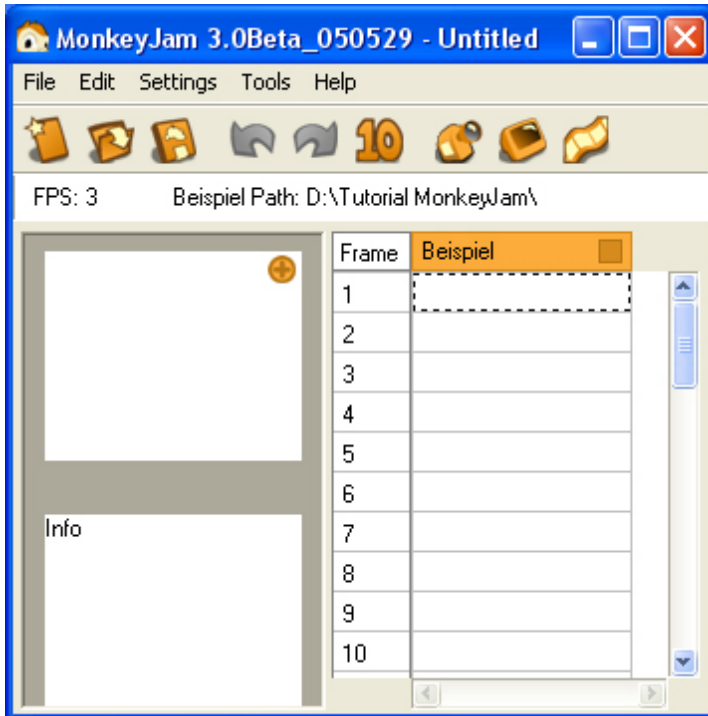 MonkeyJam 3.0Beta_050529 - Untitled
File Edit Settings Tools Help
10
FPS: 3 Beispiel Path: D:\Tutorial MonkeyJam\
Frame Beispiel
1
2
3
4
5
6
Info
7
8
9
10